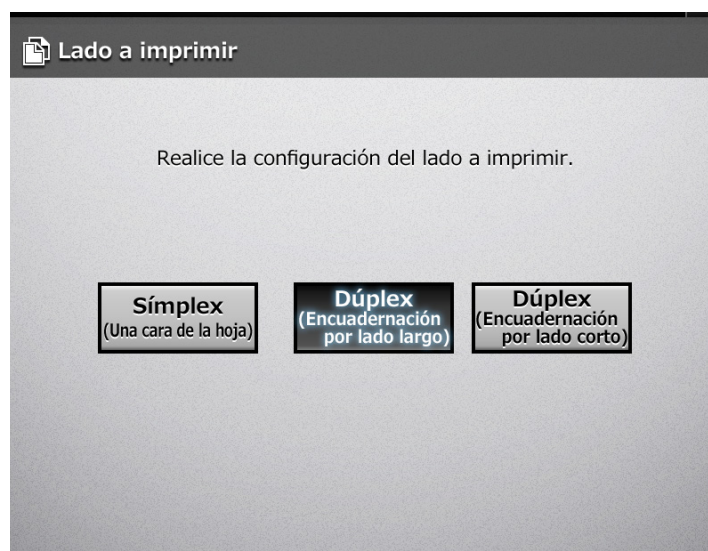 Lado a imprimir
Realice la configuración del lado a imprimir.
Símplex
(Una cara de la hoja)
Dúplex
(Encuadernación
por lado largo)
Dúplex
(Encuadernación
por lado corto)